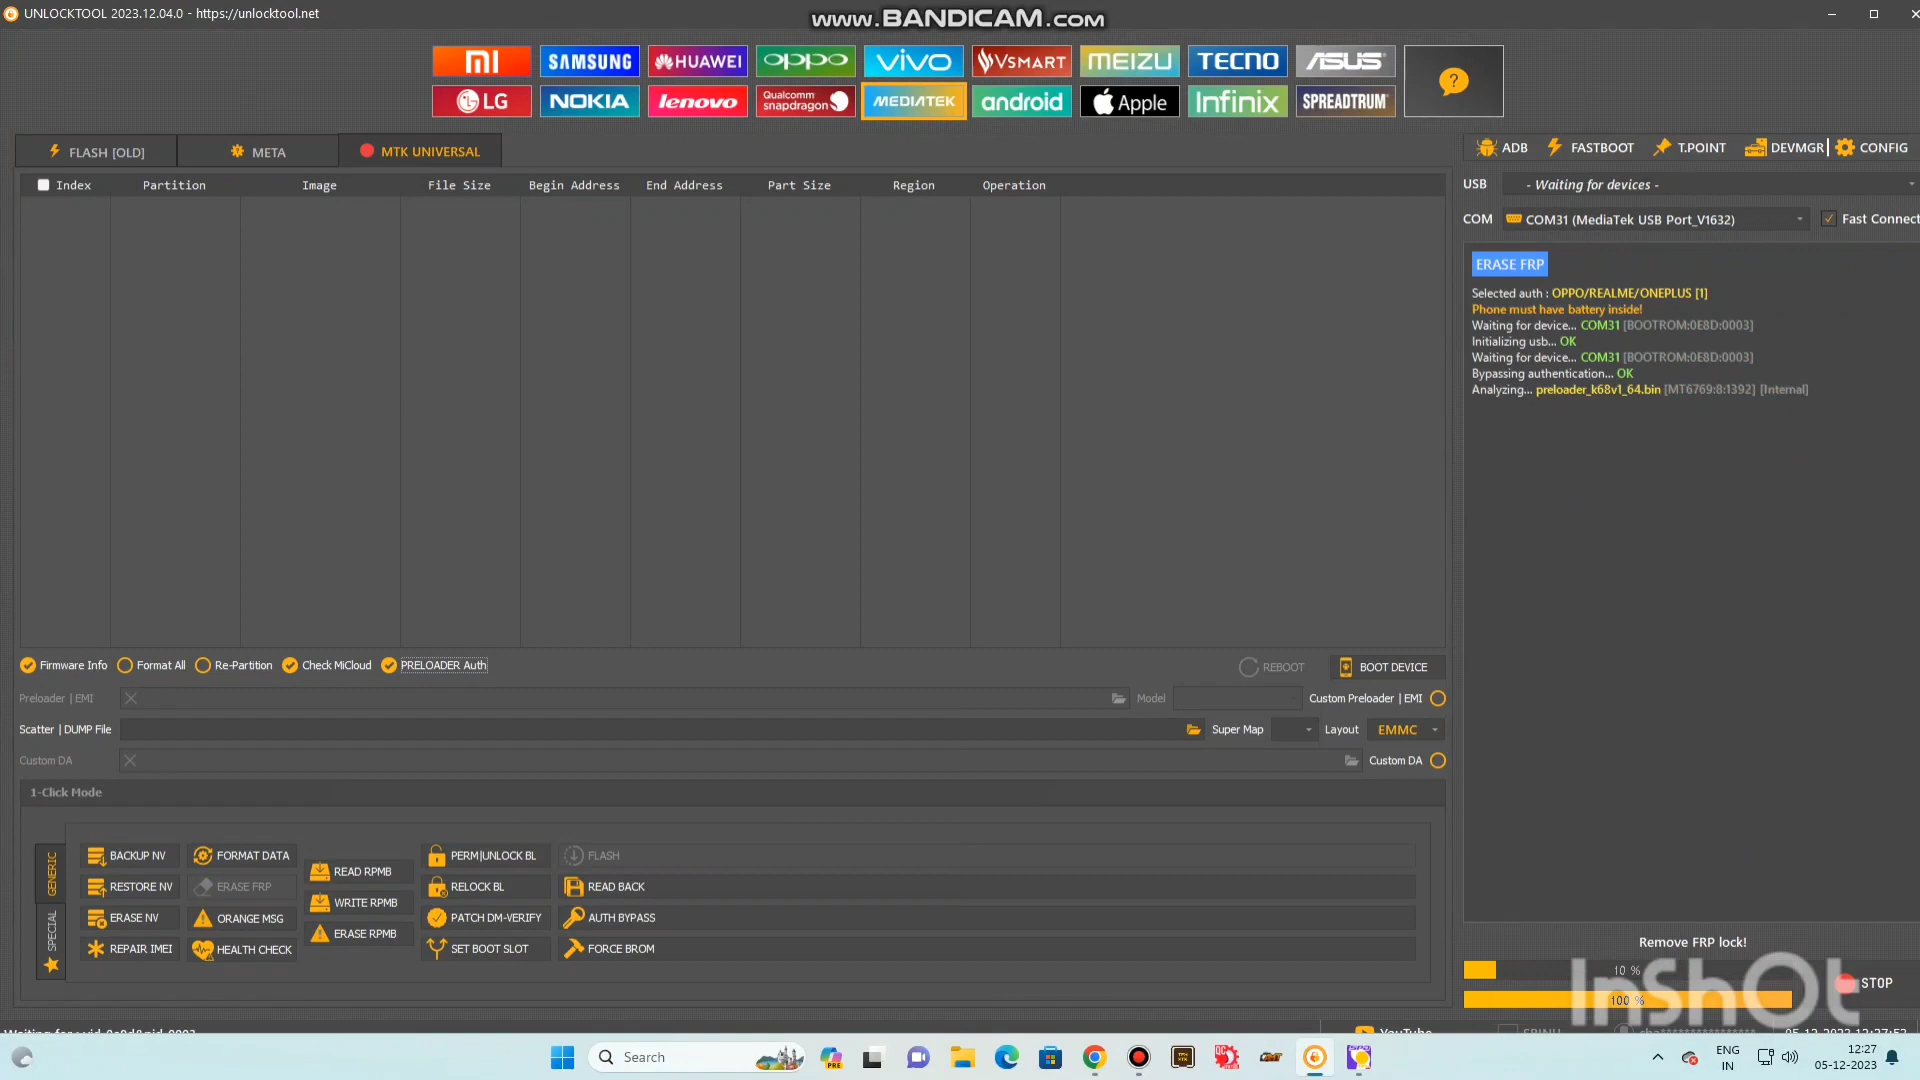 UNLOCKTOOL 2023.12.04.0 - https://unlocktool.net
www.BANDICAM.com
MI SAMSUNG HUAWEI oppo vivo VSMART MEIZU TECNO ASUS
LG NOKIA lenovo Qualcomm snapdragon MEDIATEK android Apple Infinix SPREADTRUM ?
FLASH [OLD] META MTK UNIVERSAL
ADB FASTBOOT T.POINT DEVMGR CONFIG
Index Partition Image File Size Begin Address End Address Part Size Region Operation
USB - Waiting for devices -
COM COM31 (MediaTek USB Port_V1632) Fast Connect
ERASE FRP
Selected auth : OPPO/REALME/ONEPLUS [1]
Phone must have battery inside!
Waiting for device... COM31 [BOOTROM:0E8D:0003]
Initializing usb... OK
Waiting for device... COM31 [BOOTROM:0E8D:0003]
Bypassing authentication... OK
Analyzing... preloader_k68v1_64.bin [MT6769:8:1392] [Internal]
Firmware Info Format All Re-Partition Check MiCloud PRELOADER Auth REBOOT BOOT DEVICE
Preloader | EMI Model Custom Preloader | EMI
Scatter | DUMP File Super Map Layout EMMC
Custom DA Custom DA
1-Click Mode
GENERIC
SPECIAL
BACKUP NV FORMAT DATA READ RPMB PERM|UNLOCK BL FLASH
RESTORE NV ERASE FRP WRITE RPMB RELOCK BL READ BACK
ERASE NV ORANGE MSG ERASE RPMB PATCH DM-VERIFY AUTH BYPASS
REPAIR IMEI HEALTH CHECK SET BOOT SLOT FORCE BROM
Remove FRP lock!
10 %
100 %
STOP
InShOt
YouTube
Search
PRE
ENG
IN
12:27
05-12-2023